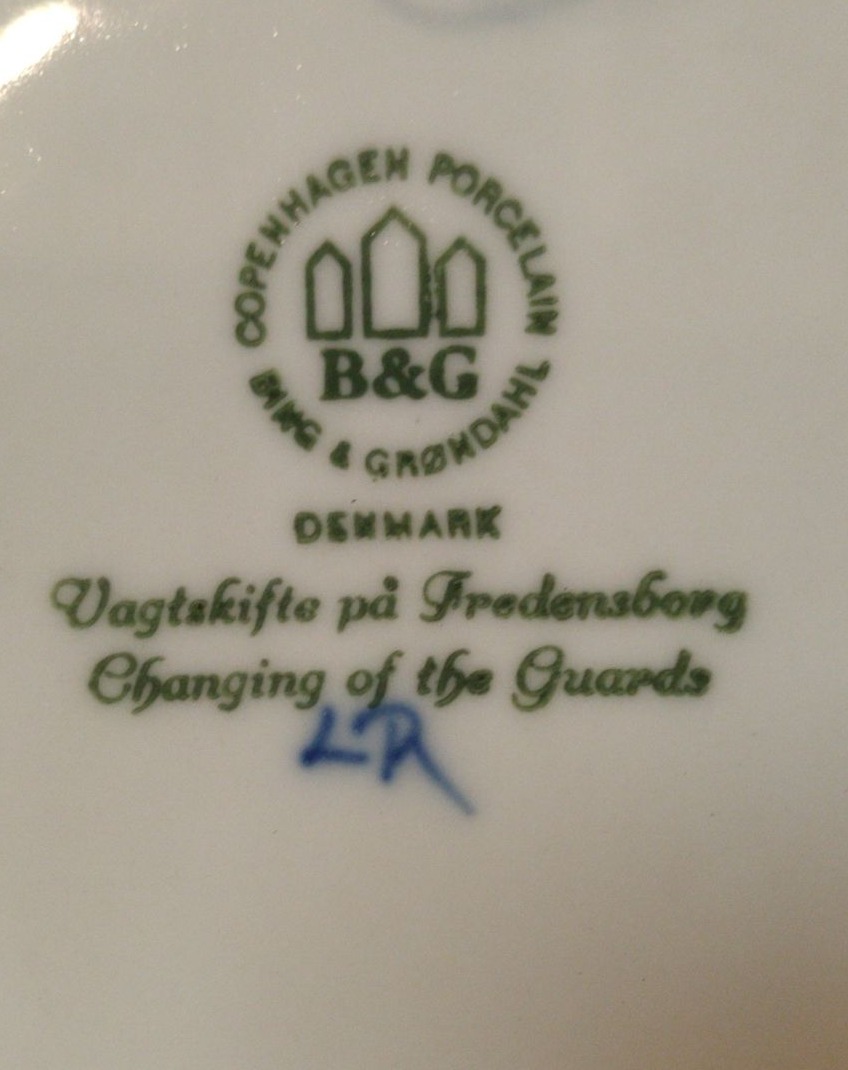 COPENHAGEN PORCELAIN
B&G
BING & GRØNDAHL
DENMARK
Vagtskifte på Fredensborg
Changing of the Guards
LR